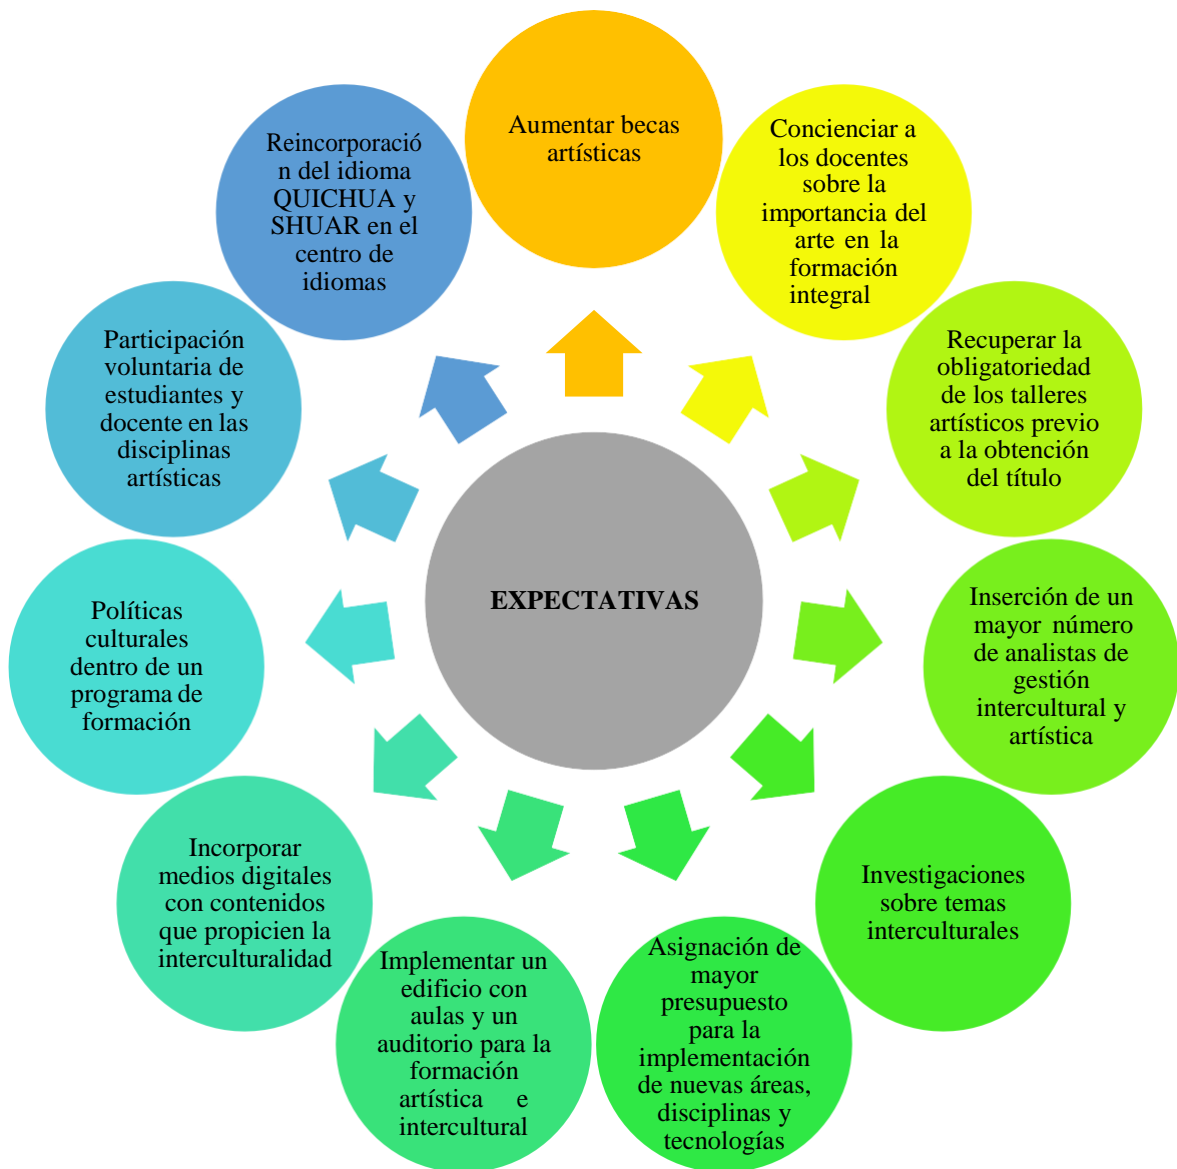 Aumentar becas
artísticas
Concienciar a
los docentes
sobre la
importancia del
arte en la
formación
integral
Recuperar la
obligatoriedad
de los talleres
artísticos previo
a la obtención
del título
Inserción de un
mayor número
de analistas de
gestión
intercultural y
artística
Investigaciones
sobre temas
interculturales
Asignación de
mayor
presupuesto
para la
implementación
de nuevas áreas,
disciplinas y
tecnologías
Implementar un
edificio con
aulas y un
auditorio para la
formación
artística e
intercultural
Incorporar
medios digitales
con contenidos
que propicien la
interculturalidad
Políticas
culturales
dentro de un
programa de
formación
Participación
voluntaria de
estudiantes y
docente en las
disciplinas
artísticas
Reincorporació
n del idioma
QUICHUA y
SHUAR en el
centro de
idiomas
EXPECTATIVAS